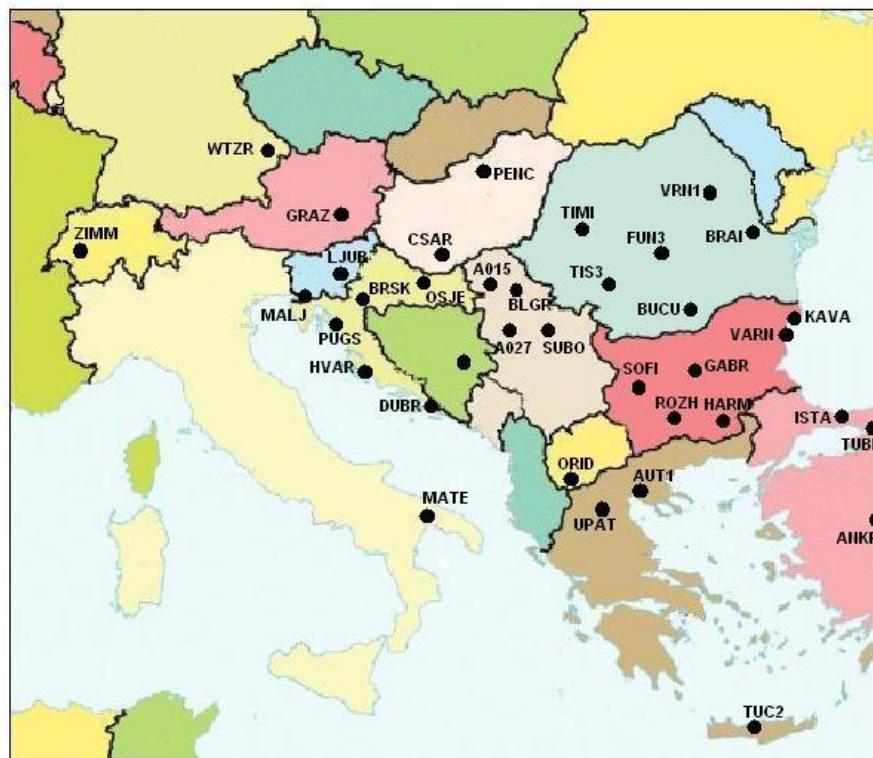 WTZR
PENC
VRN1
GRAZ
TIMI
ZIMM
FUN3
BRAI
CSAR
LJUB
A015
BRSK
OSJE
BLGR
TIS3
MALJ
BUCU
KAVA
PUGS
A027
SUBO
VARN
HVAR
SOFI
GABR
DUBR
ROZH
HARM
ISTA
TUBI
ORID
AUT1
MATE
UPAT
ANKR
TUC2